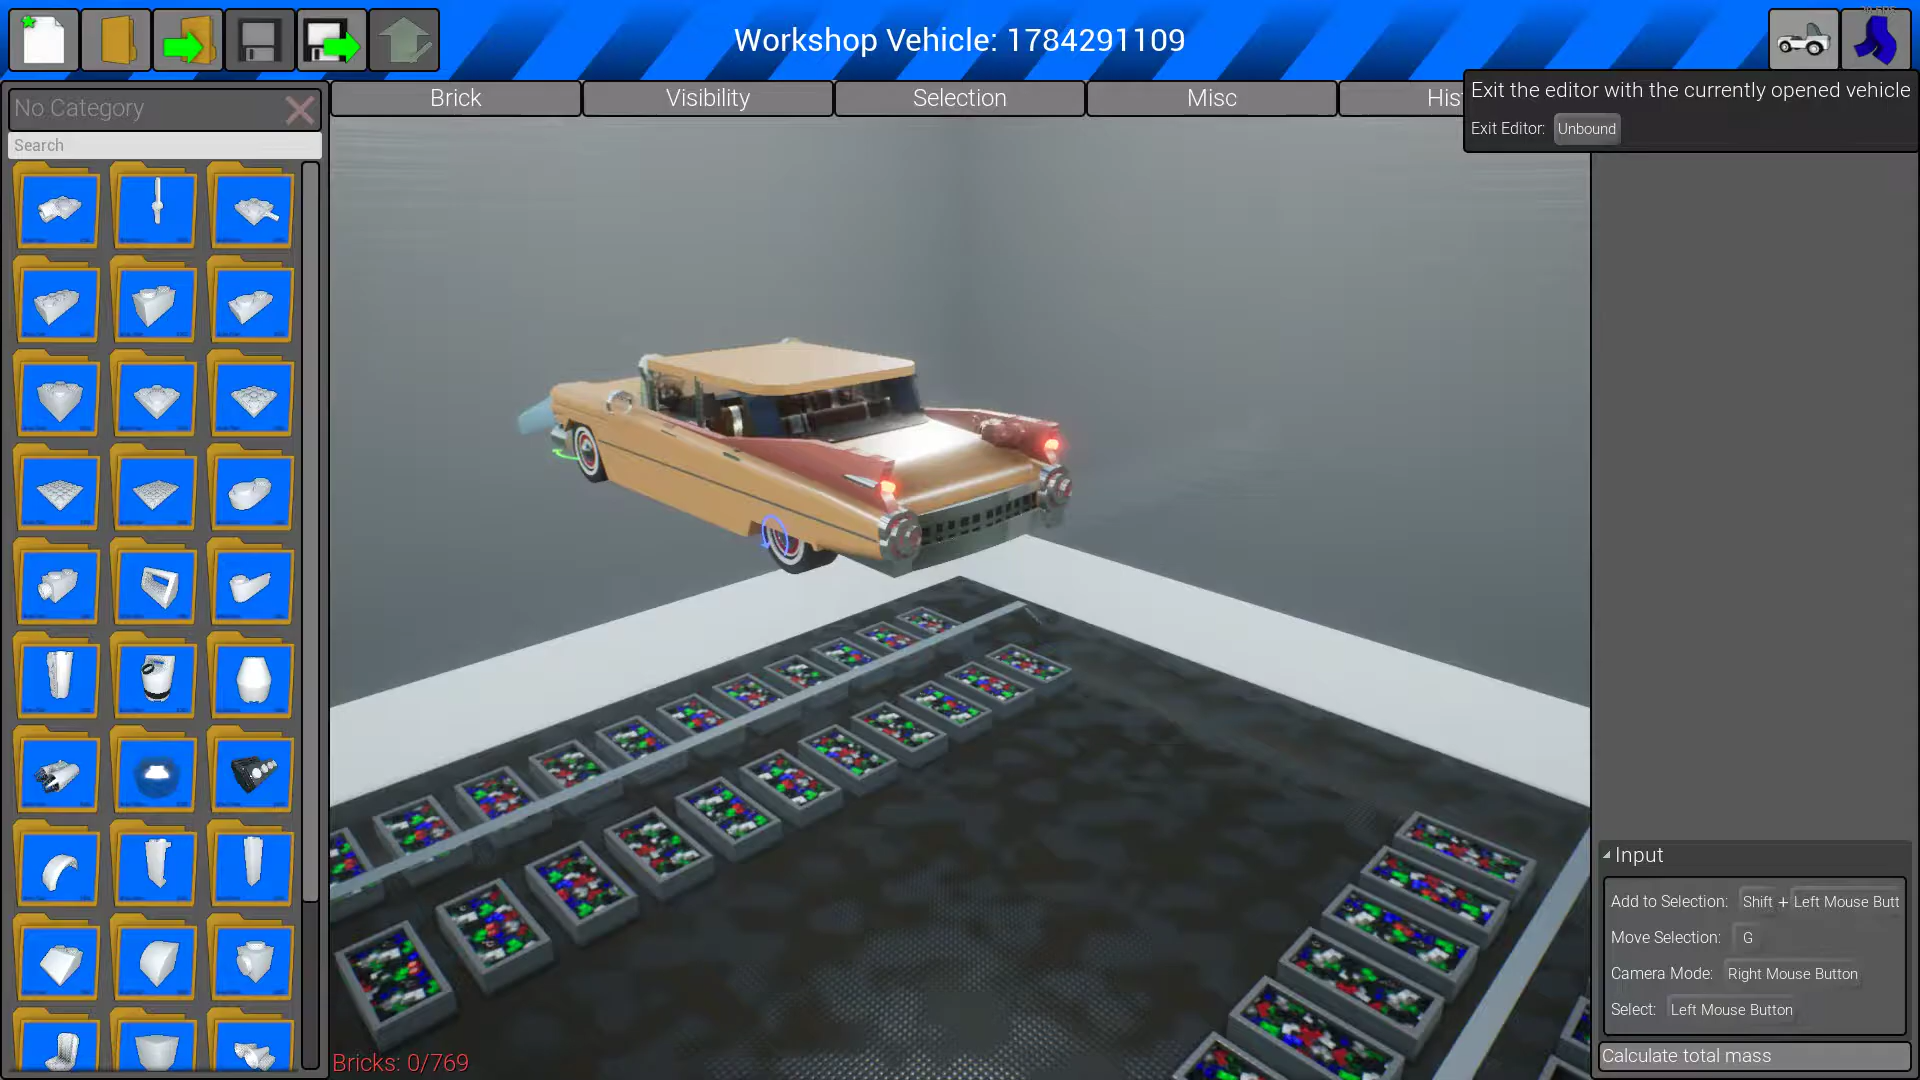 Workshop Vehicle: 1784291109
No Category
Search
Brick
Visibility
Selection
Misc
His
Exit the editor with the currently opened vehicle
Exit Editor: Unbound
Input
Add to Selection: Shift + Left Mouse Butt
Move Selection: G
Camera Mode: Right Mouse Button
Select: Left Mouse Button
Calculate total mass
Bricks: 0/769